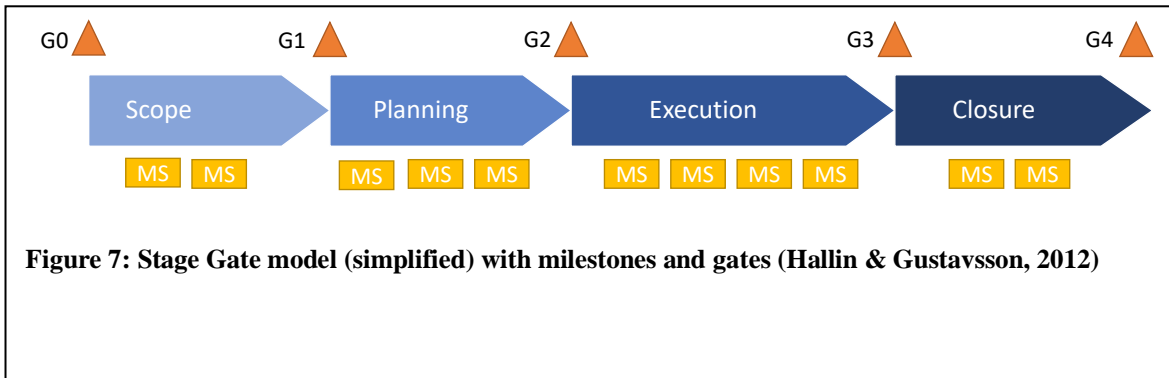 G0 G1 G2 G3 G4
Scope Planning Execution Closure
MS MS MS MS MS MS MS MS MS MS MS
Figure 7: Stage Gate model (simplified) with milestones and gates (Hallin & Gustavsson, 2012)